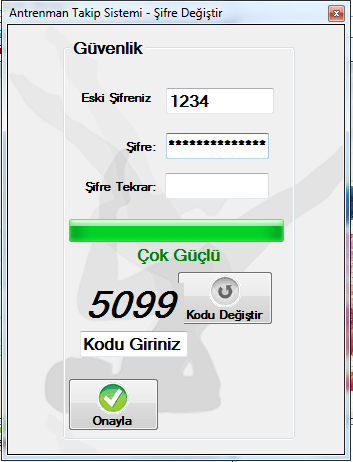 Antrenman Takip Sistemi - Şifre Değiştir
Güvenlik
Eski Şifreniz 1234
Şifre: **************
Şifre Tekrar:
Çok Güçlü
5099
Kodu Değiştir
Kodu Giriniz
Onayla